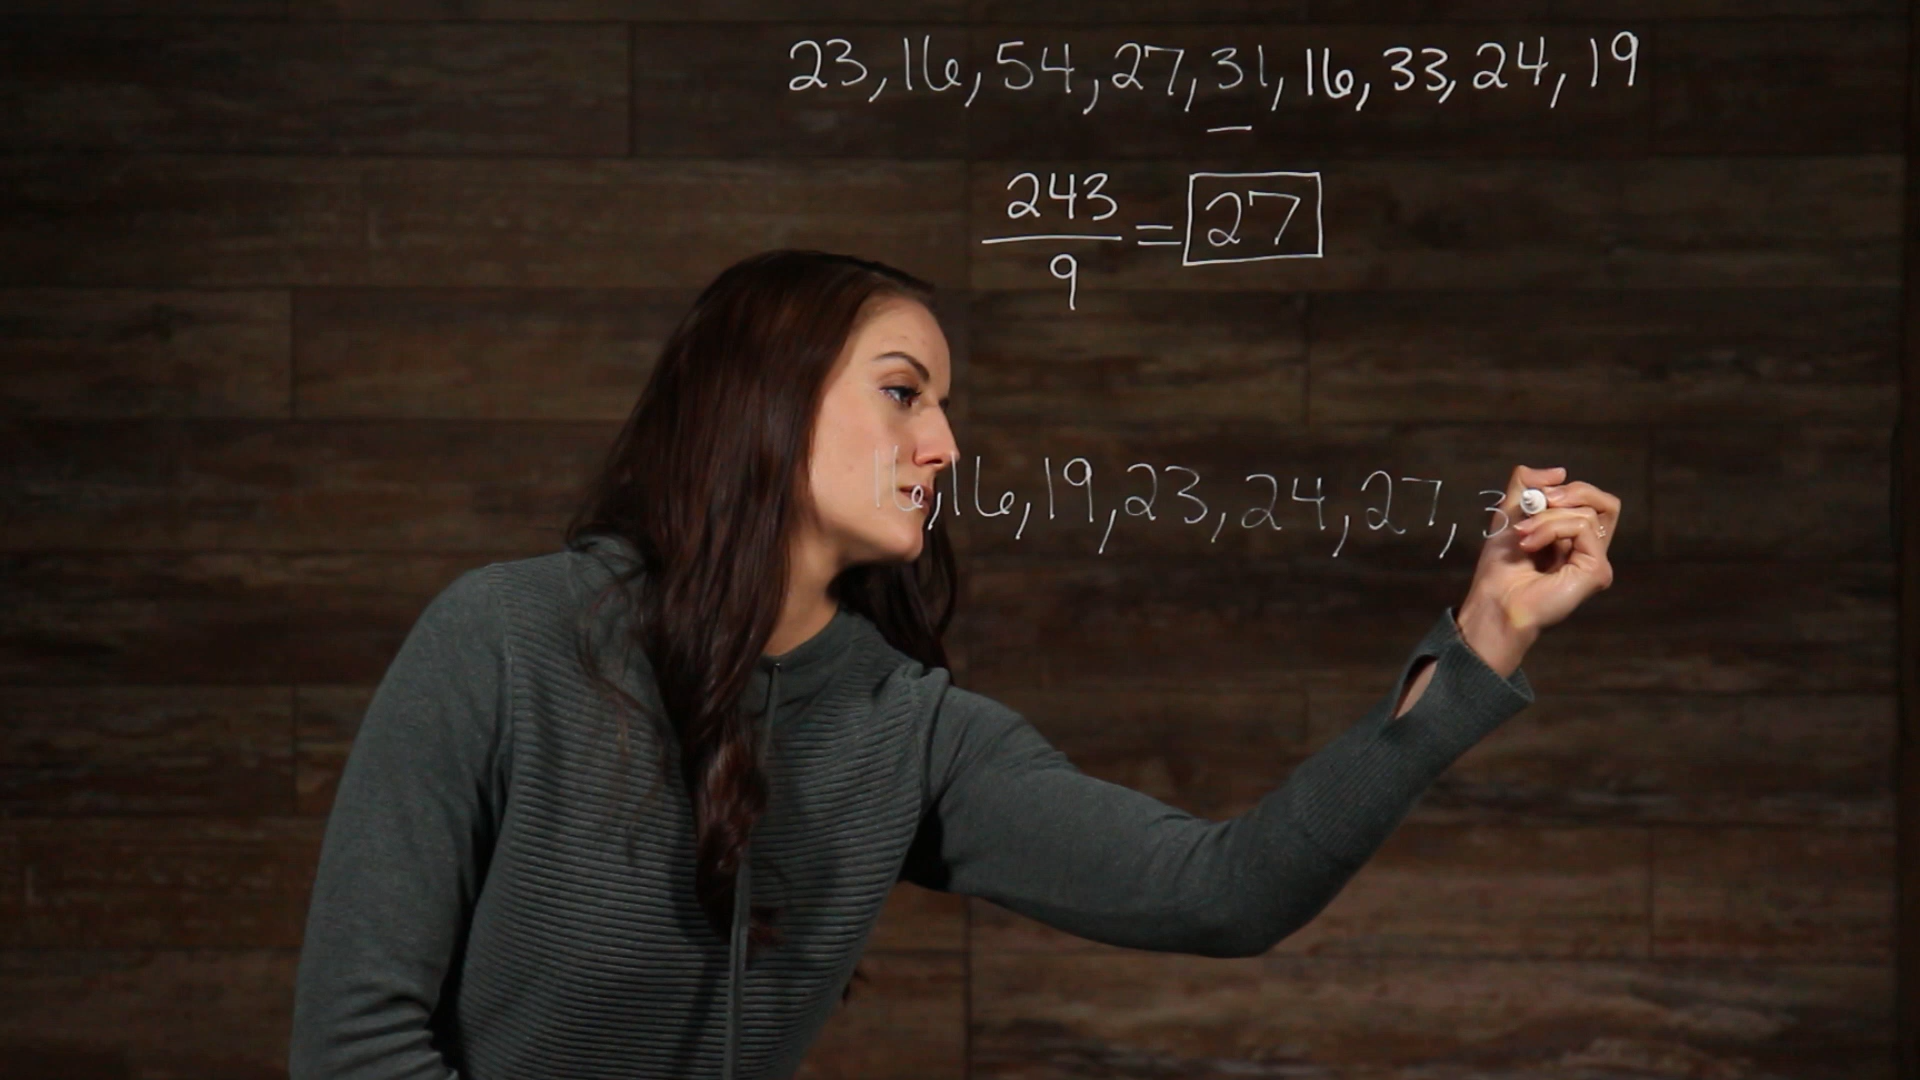 23, 16, 54, 27, 31, 16, 33, 24, 19
243
9
= 27
16, 16, 19, 23, 24, 27, 3